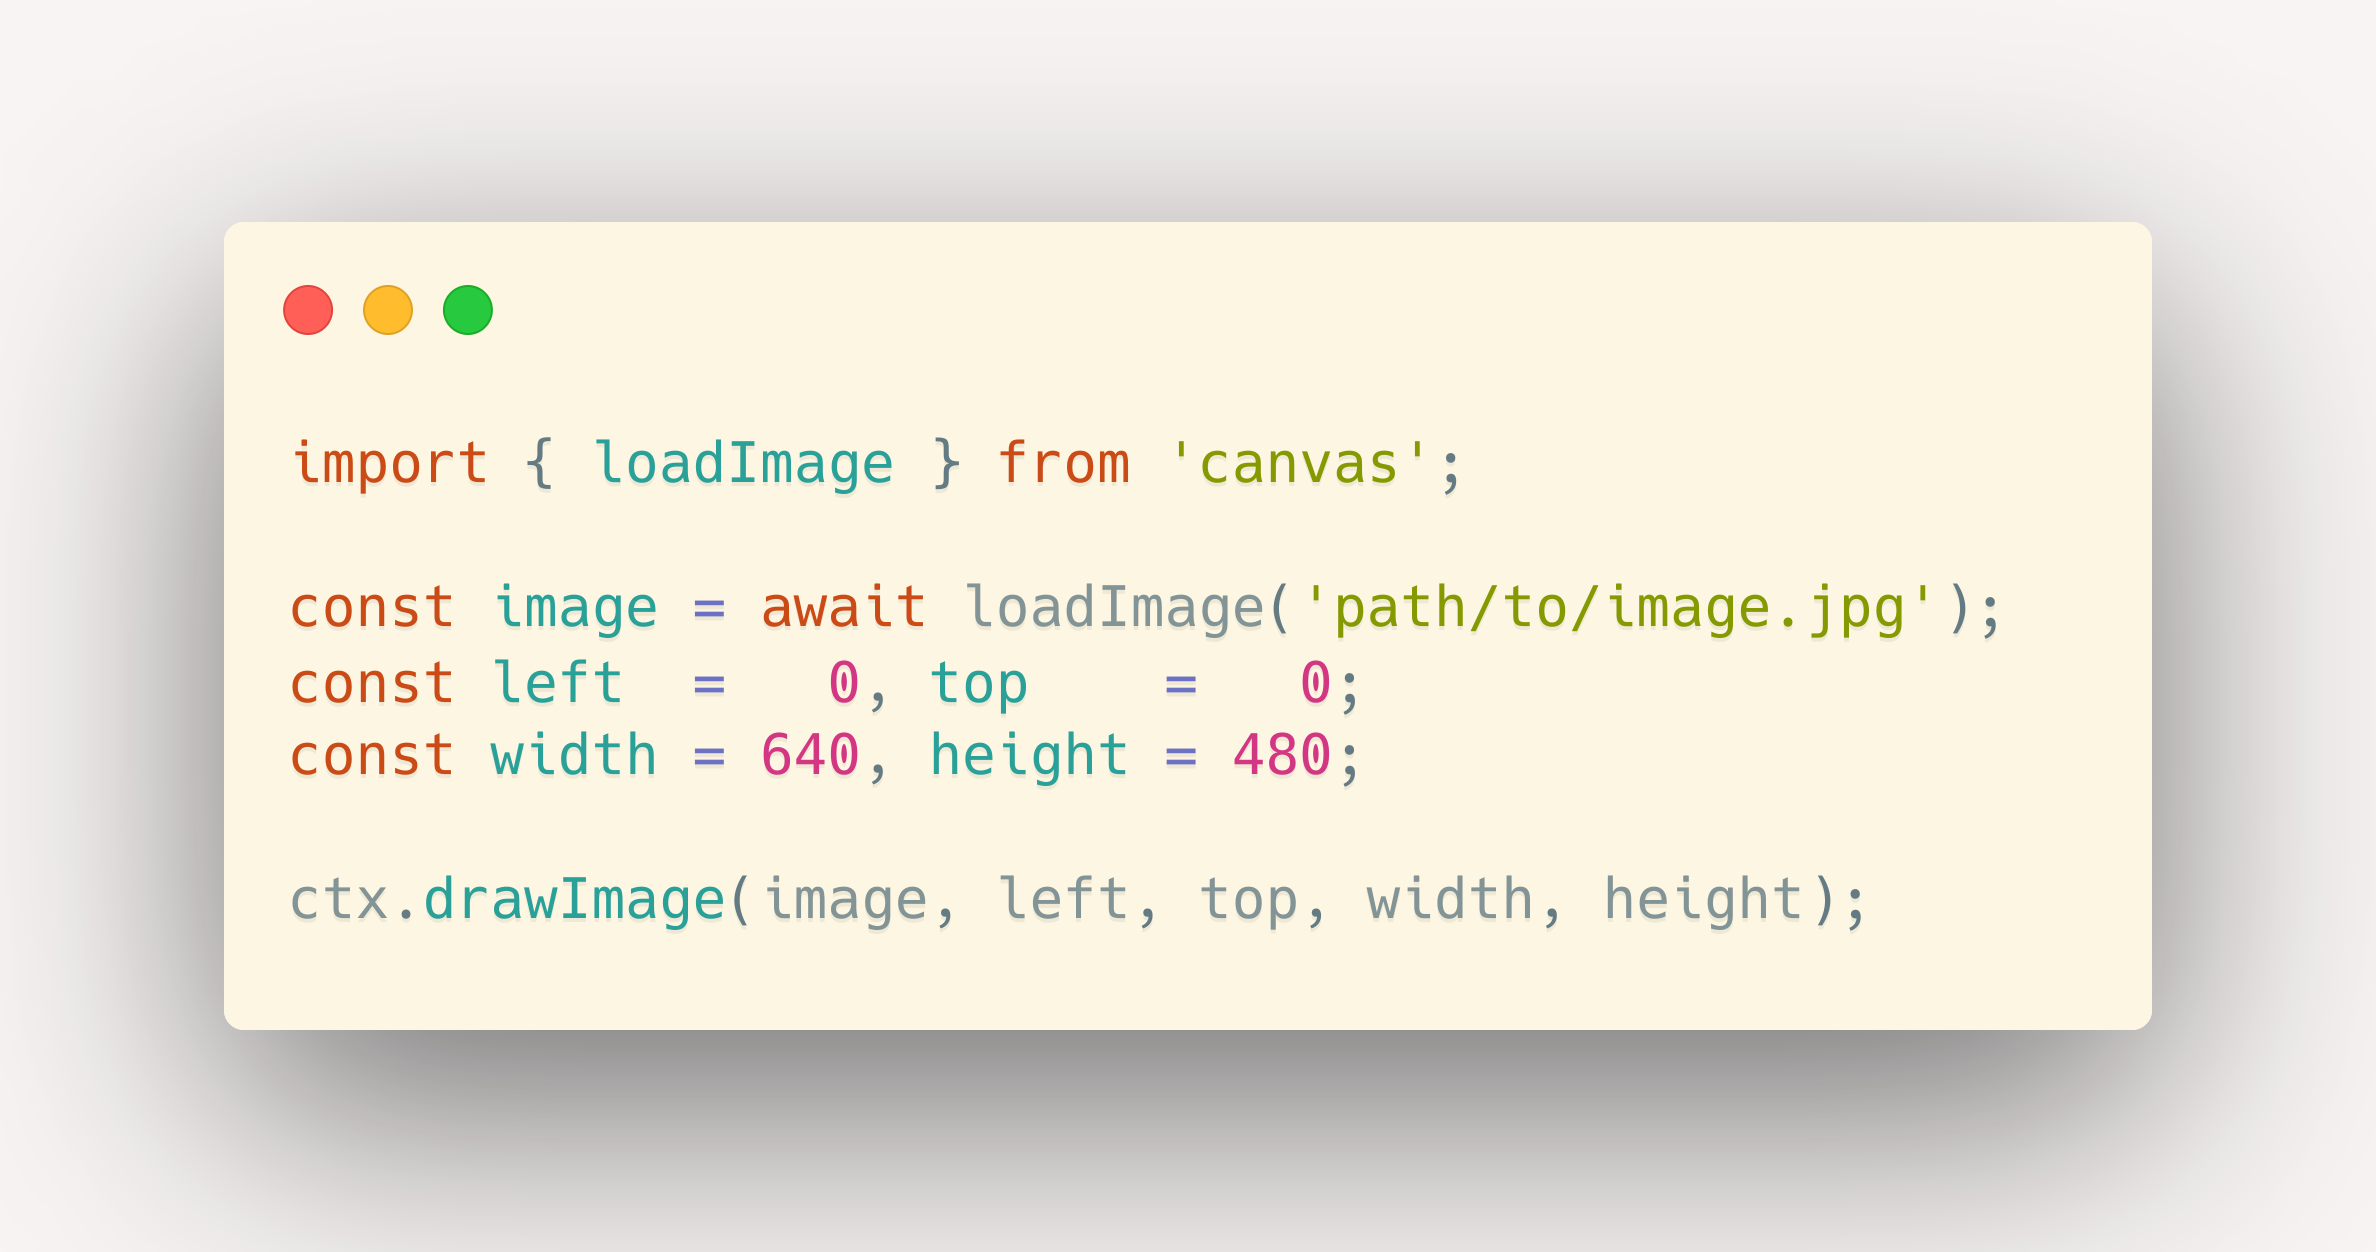 import { loadImage } from 'canvas';
const image = await loadImage('path/to/image.jpg');
const left  =   0, top    =   0;
const width = 640, height = 480;
ctx.drawImage(image, left, top, width, height);